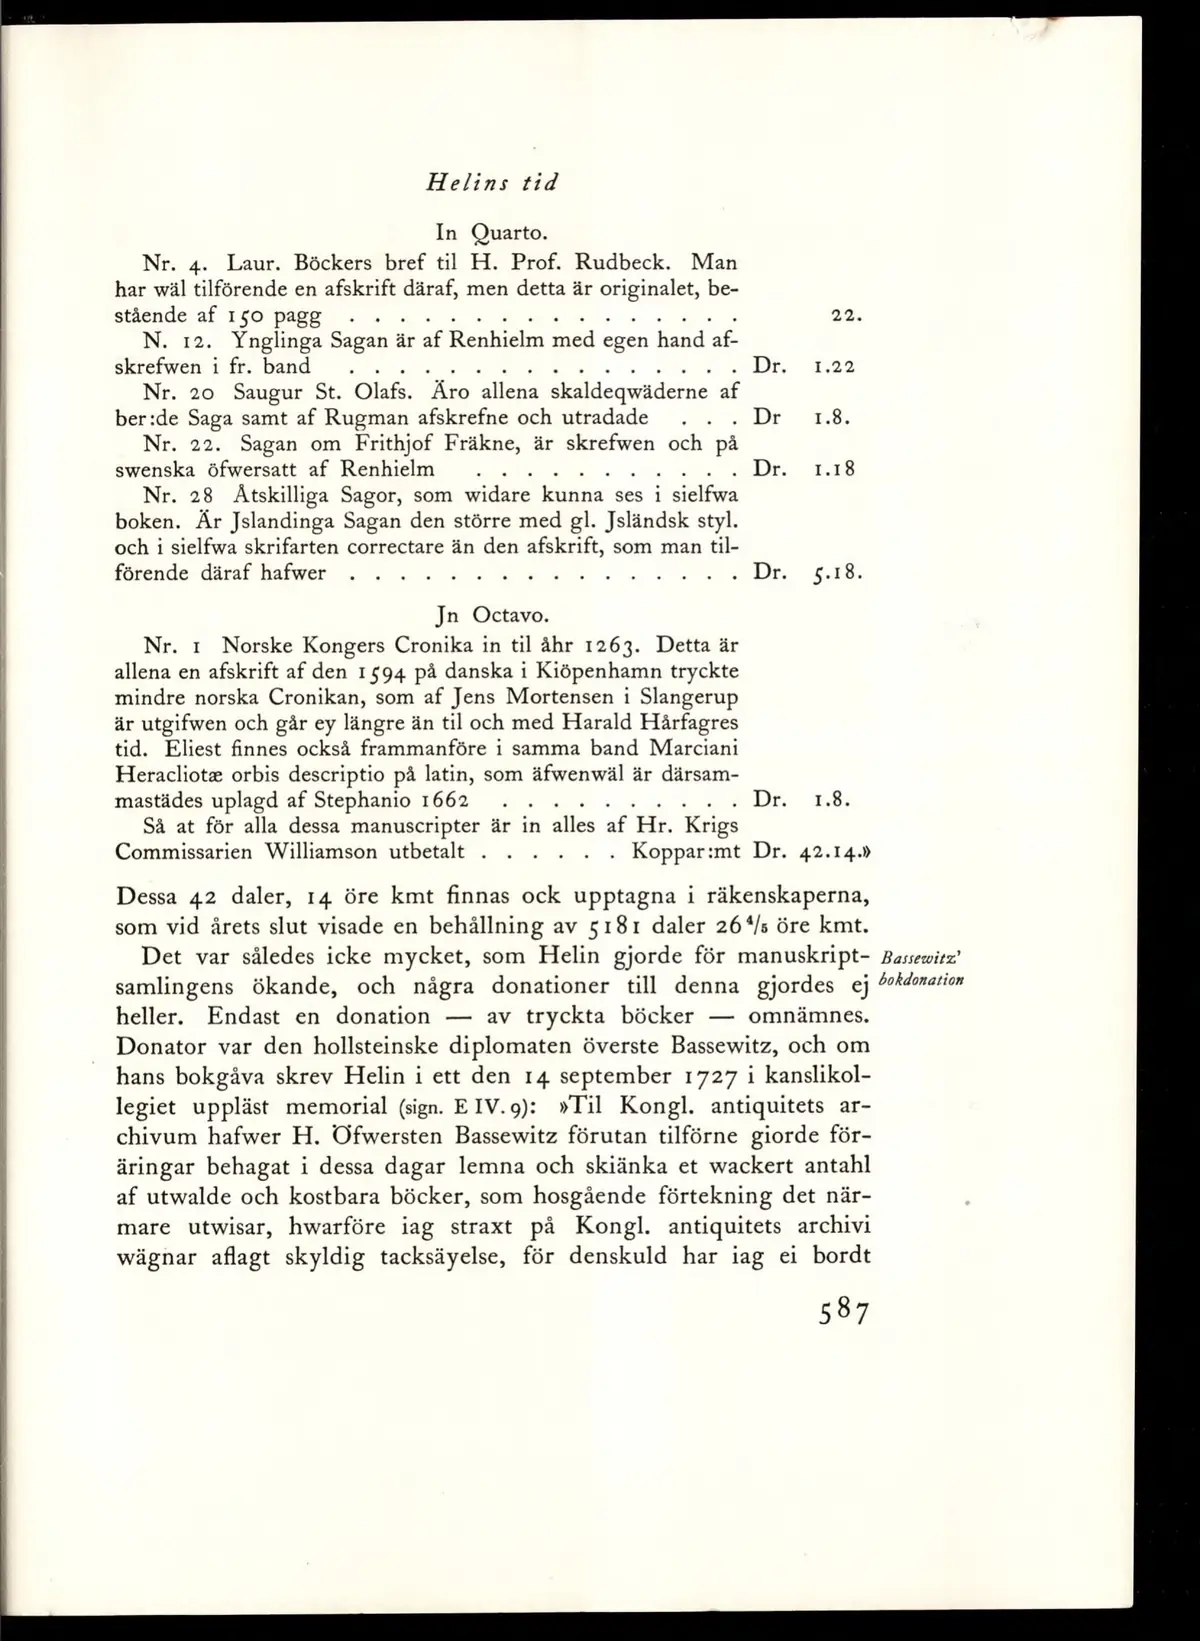 Helins tid
In Quarto.
Nr. 4. Laur. Böckers bref til H. Prof. Rudbeck. Man
har wäl tilförende en afskrift däraf, men detta är originalet, be-
stående af 150 pagg . . . . . . . . . . . . . . . . 22.
N. 12. Ynglinga Sagan är af Renhielm med egen hand af-
skrefwen i fr. band . . . . . . . . . . . . . . . . Dr. 1.22
Nr. 20 Saugur St. Olafs. Äro allena skaldeqwäderne af
ber:de Saga samt af Rugman afskrefne och utradade . . . Dr 1.8.
Nr. 22. Sagan om Frithjof Fräkne, är skrefwen och på
swenska öfwersatt af Renhielm . . . . . . . . . . . Dr. 1.18
Nr. 28 Åtskilliga Sagor, som widare kunna ses i sielfwa
boken. Är Jslandinga Sagan den större med gl. Jsländsk styl.
och i sielfwa skrifarten correctare än den afskrift, som man til-
förende däraf hafwer . . . . . . . . . . . . . . . . Dr. 5.18.
Jn Octavo.
Nr. 1 Norske Kongers Cronika in til åhr 1263. Detta är
allena en afskrift af den 1594 på danska i Kiöpenhamn tryckte
mindre norska Cronikan, som af Jens Mortensen i Slangerup
är utgifwen och går ey längre än til och med Harald Hårfagres
tid. Eliest finnes också frammanföre i samma band Marciani
Heracliotæ orbis descriptio på latin, som äfwenwäl är därsam-
mastädes uplagd af Stephanio 1662 . . . . . . . . . . Dr. 1.8.
Så at för alla dessa manuscripter är in alles af Hr. Krigs
Commissarien Williamson utbetalt . . . . . . Koppar:mt Dr. 42.14.»
Dessa 42 daler, 14 öre kmt finnas ock upptagna i räkenskaperna,
som vid årets slut visade en behållning av 5181 daler 26 4/5 öre kmt.
Det var således icke mycket, som Helin gjorde för manuskript-
samlingens ökande, och några donationer till denna gjordes ej
heller. Endast en donation — av tryckta böcker — omnämnes.
Donator var den hollsteinske diplomaten överste Bassewitz, och om
hans bokgåva skrev Helin i ett den 14 september 1727 i kanslikol-
legiet uppläst memorial (sign. E IV. 9): »Til Kongl. antiquitets ar-
chivum hafwer H. Öfwersten Bassewitz förutan tilförne giorde för-
äringar behagat i dessa dagar lemna och skiänka et wackert antahl
af utwalde och kostbara böcker, som hosgående förtekning det när-
mare utwisar, hwarföre iag straxt på Kongl. antiquitets archivi
wägnar aflagt skyldig tacksäyelse, för denskuld har iag ei bordt
Bassewitz'
bokdonation
587